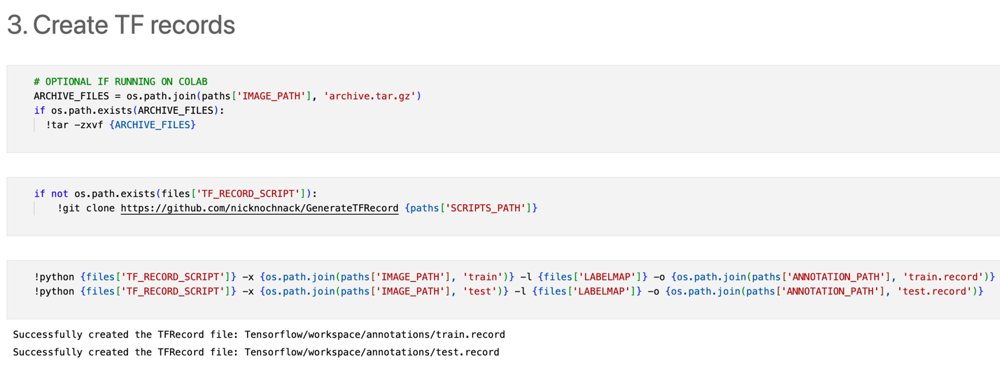 3. Create TF records
# OPTIONAL IF RUNNING ON COLAB
ARCHIVE_FILES = os.path.join(paths['IMAGE_PATH'], 'archive.tar.gz')
if os.path.exists(ARCHIVE_FILES):
!tar -zxvf {ARCHIVE_FILES}
if not os.path.exists(files['TF_RECORD_SCRIPT']):
!git clone https://github.com/nicknochnack/GenerateTFRecord {paths['SCRIPTS_PATH']}
!python {files['TF_RECORD_SCRIPT']} -x {os.path.join(paths['IMAGE_PATH'], 'train')} -l {files['LABELMAP']} -o {os.path.join(paths['ANNOTATION_PATH'], 'train.record')}
!python {files['TF_RECORD_SCRIPT']} -x {os.path.join(paths['IMAGE_PATH'], 'test')} -l {files['LABELMAP']} -o {os.path.join(paths['ANNOTATION_PATH'], 'test.record')}
Successfully created the TFRecord file: Tensorflow/workspace/annotations/train.record
Successfully created the TFRecord file: Tensorflow/workspace/annotations/test.record